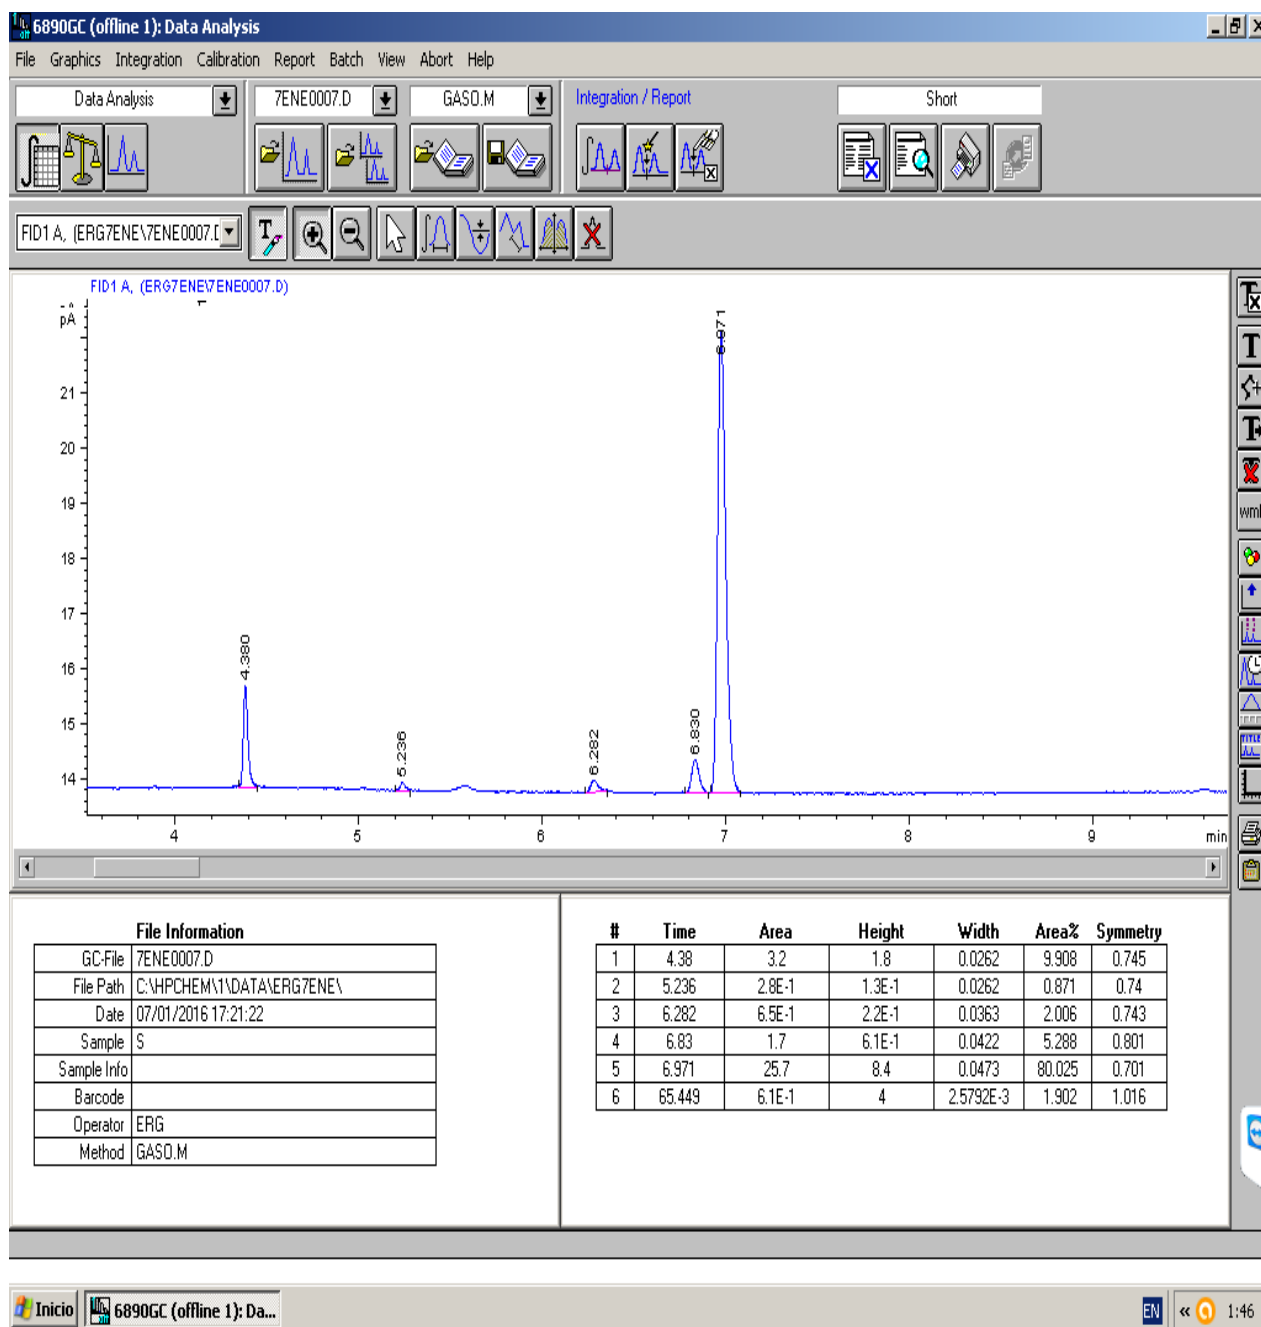 6890GC (offline 1): Data Analysis
File Graphics Integration Calibration Report Batch View Abort Help
Data Analysis 7ENE0007.D GASO.M Integration / Report Short
FID1 A, (ERG7ENE\7ENE0007.D
FID1 A, (ERG7ENE\7ENE0007.D)
pA
21
20
19
18
17
16
15
14
4.380
5.236
6.282
6.830
6.971
4 5 6 7 8 9 min
File Information
GC-File 7ENE0007.D
File Path C:\HPCHEM\1\DATA\ERG7ENE\
Date 07/01/2016 17:21:22
Sample S
Sample Info
Barcode
Operator ERG
Method GASO.M
# Time Area Height Width Area% Symmetry
1 4.38 3.2 1.8 0.0262 9.908 0.745
2 5.236 2.8E-1 1.3E-1 0.0262 0.871 0.74
3 6.282 6.5E-1 2.2E-1 0.0363 2.006 0.743
4 6.83 1.7 6.1E-1 0.0422 5.288 0.801
5 6.971 25.7 8.4 0.0473 80.025 0.701
6 65.449 6.1E-1 4 2.5792E-3 1.902 1.016
Inicio 6890GC (offline 1): Da... EN « 1:46